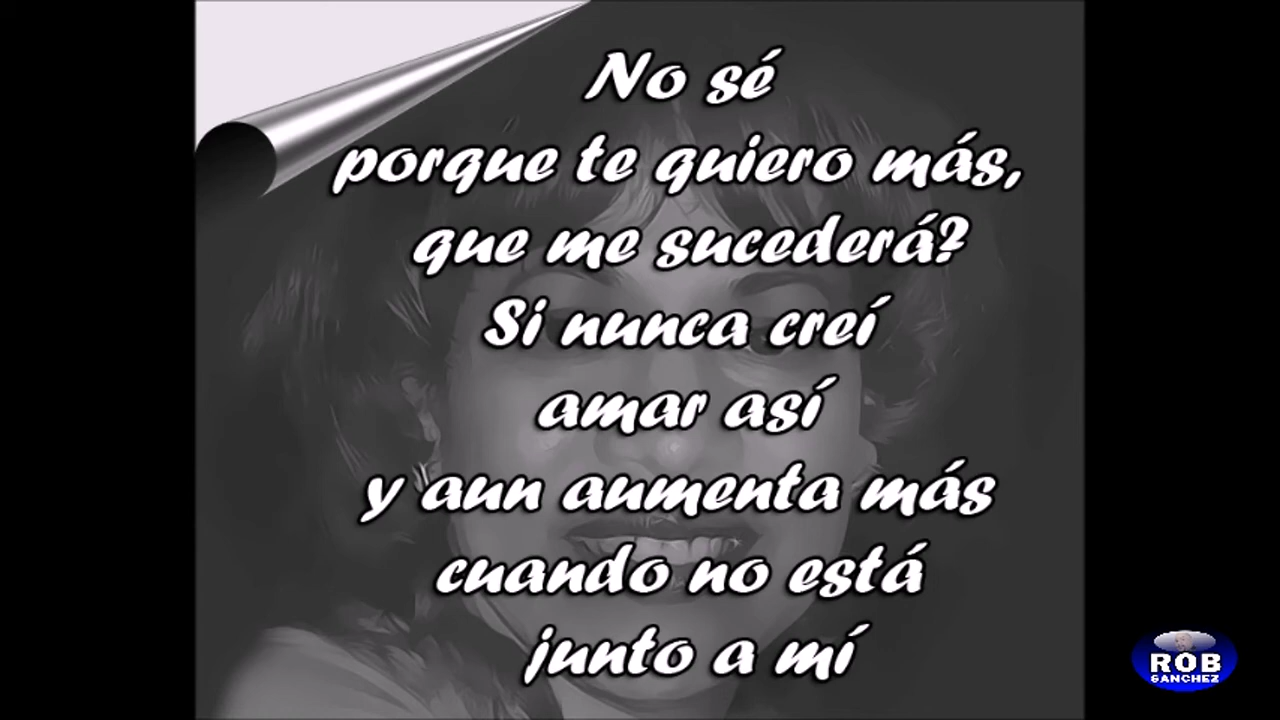 No sé
porque te quiero más,
que me sucederá?
Si nunca creí
amar así
y aun aumenta más
cuando no está
junto a mí
ROB
SANCHEZ